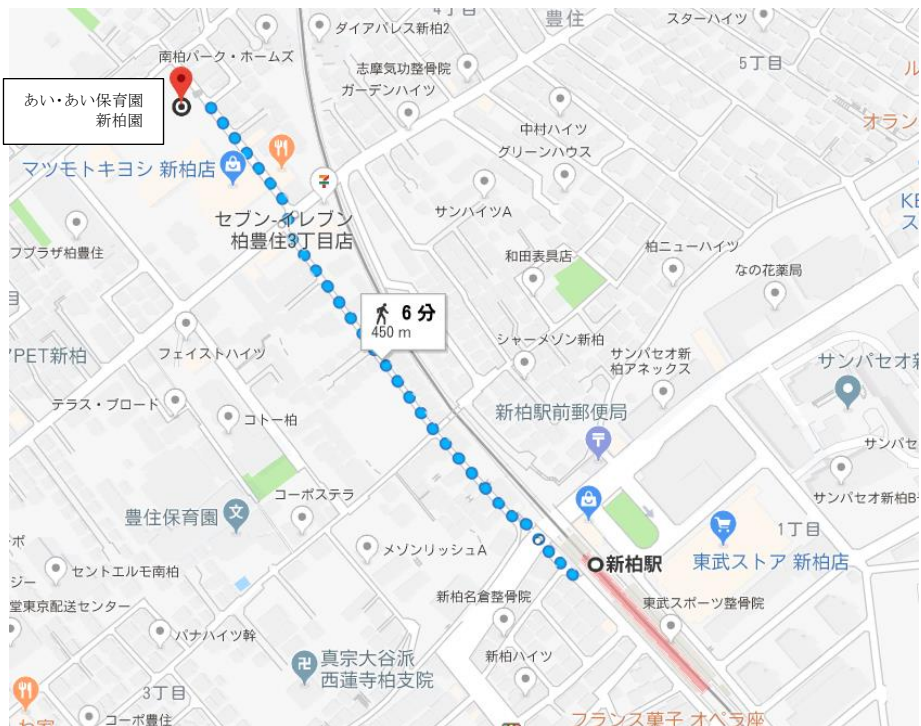 4丁目
豊住
スターハイツ
ダイアパレス新柏2
南柏パーク・ホームズ
志摩気功整骨院
5丁目
ガーデンハイツ
あい・あい保育園
新柏園
中村ハイツ
オラン
グリーンハウス
マツモトキヨシ 新柏店
セブン-イレブン
柏豊住3丁目店
サンハイツA
フプラザ柏豊住
和田表具店
柏ニューハイツ
なの花薬局
6 分
450 m
PET新柏
フェイストハイツ
シャーメゾン新柏
サンパセオ新
柏アネックス
サンパセオ新
テラス・ブロード
コトー柏
新柏駅前郵便局
サンパセ
コーポステラ
サンパセオ新柏B
豊住保育園
1丁目
メゾンリッシュA
セントエルモ南柏
新柏駅
東武ストア 新柏店
ジー
堂東京配送センター
新柏名倉整骨院
東武スポーツ整骨院
パナハイツ幹
真宗大谷派
西蓮寺柏支院
新柏ハイツ
3丁目
コーポ豊住
フランス菓子 オペラ座